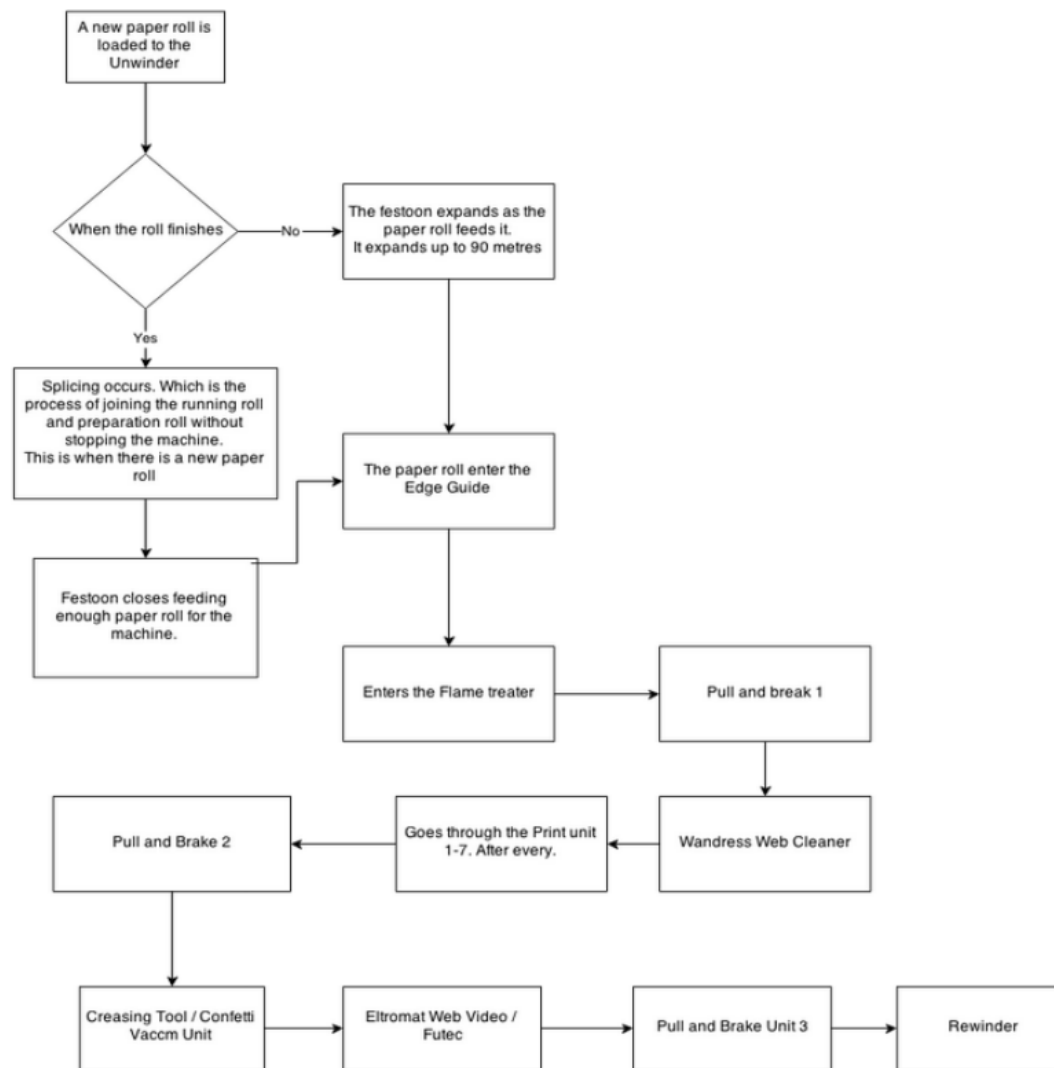 A new paper roll is
loaded to the
Unwinder
When the roll finishes
No
The festoon expands as the
paper roll feeds it.
It expands up to 90 metres
Yes
Splicing occurs. Which is the
process of joining the running roll
and preparation roll without
stopping the machine.
This is when there is a new paper
roll
The paper roll enter the
Edge Guide
Festoon closes feeding
enough paper roll for the
machine.
Enters the Flame treater
Pull and break 1
Pull and Brake 2
Goes through the Print unit
1-7. After every.
Wandress Web Cleaner
Creasing Tool / Confetti
Vaccm Unit
Eltromat Web Video /
Futec
Pull and Brake Unit 3
Rewinder